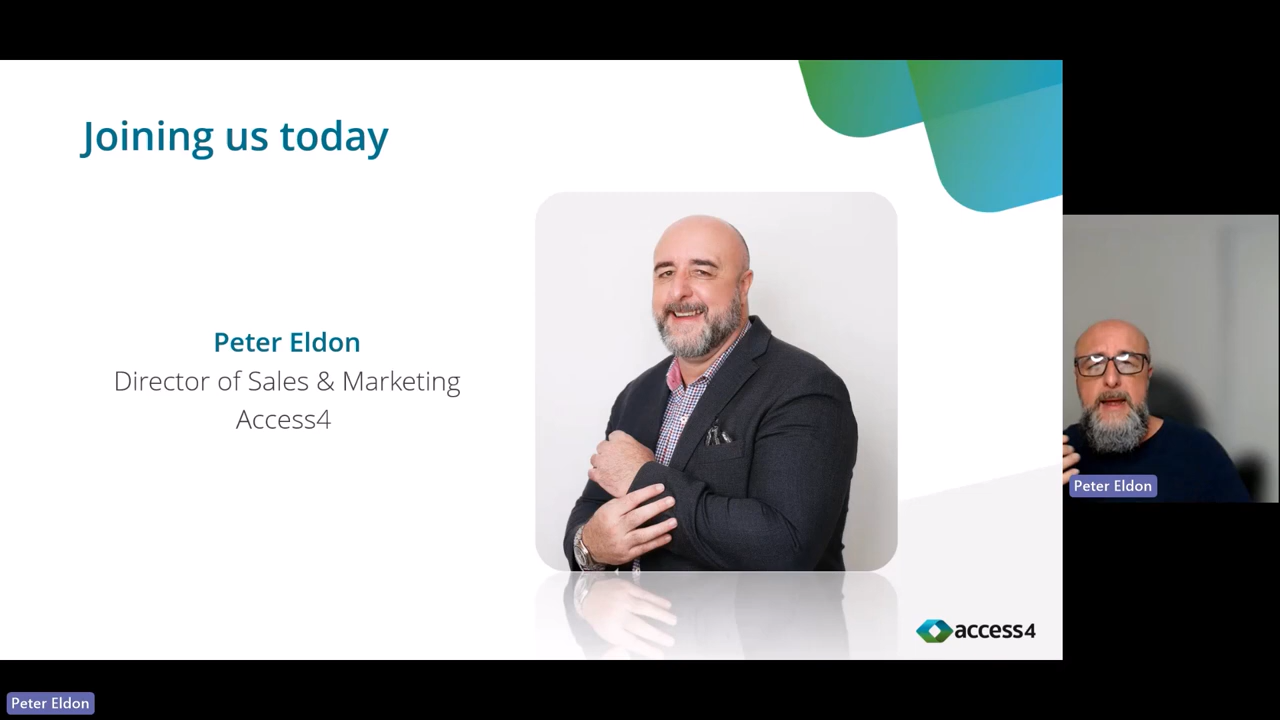 Joining us today
Peter Eldon
Director of Sales & Marketing
Access4
access4
Peter Eldon
Peter Eldon